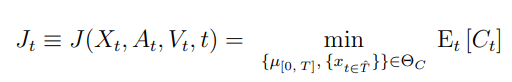 J_t ≡ J(X_t, A_t, V_t, t) = min_{{μ_{[0, T]}, {x_{t∈T̂}}}∈Θ_C} E_t [C_t]